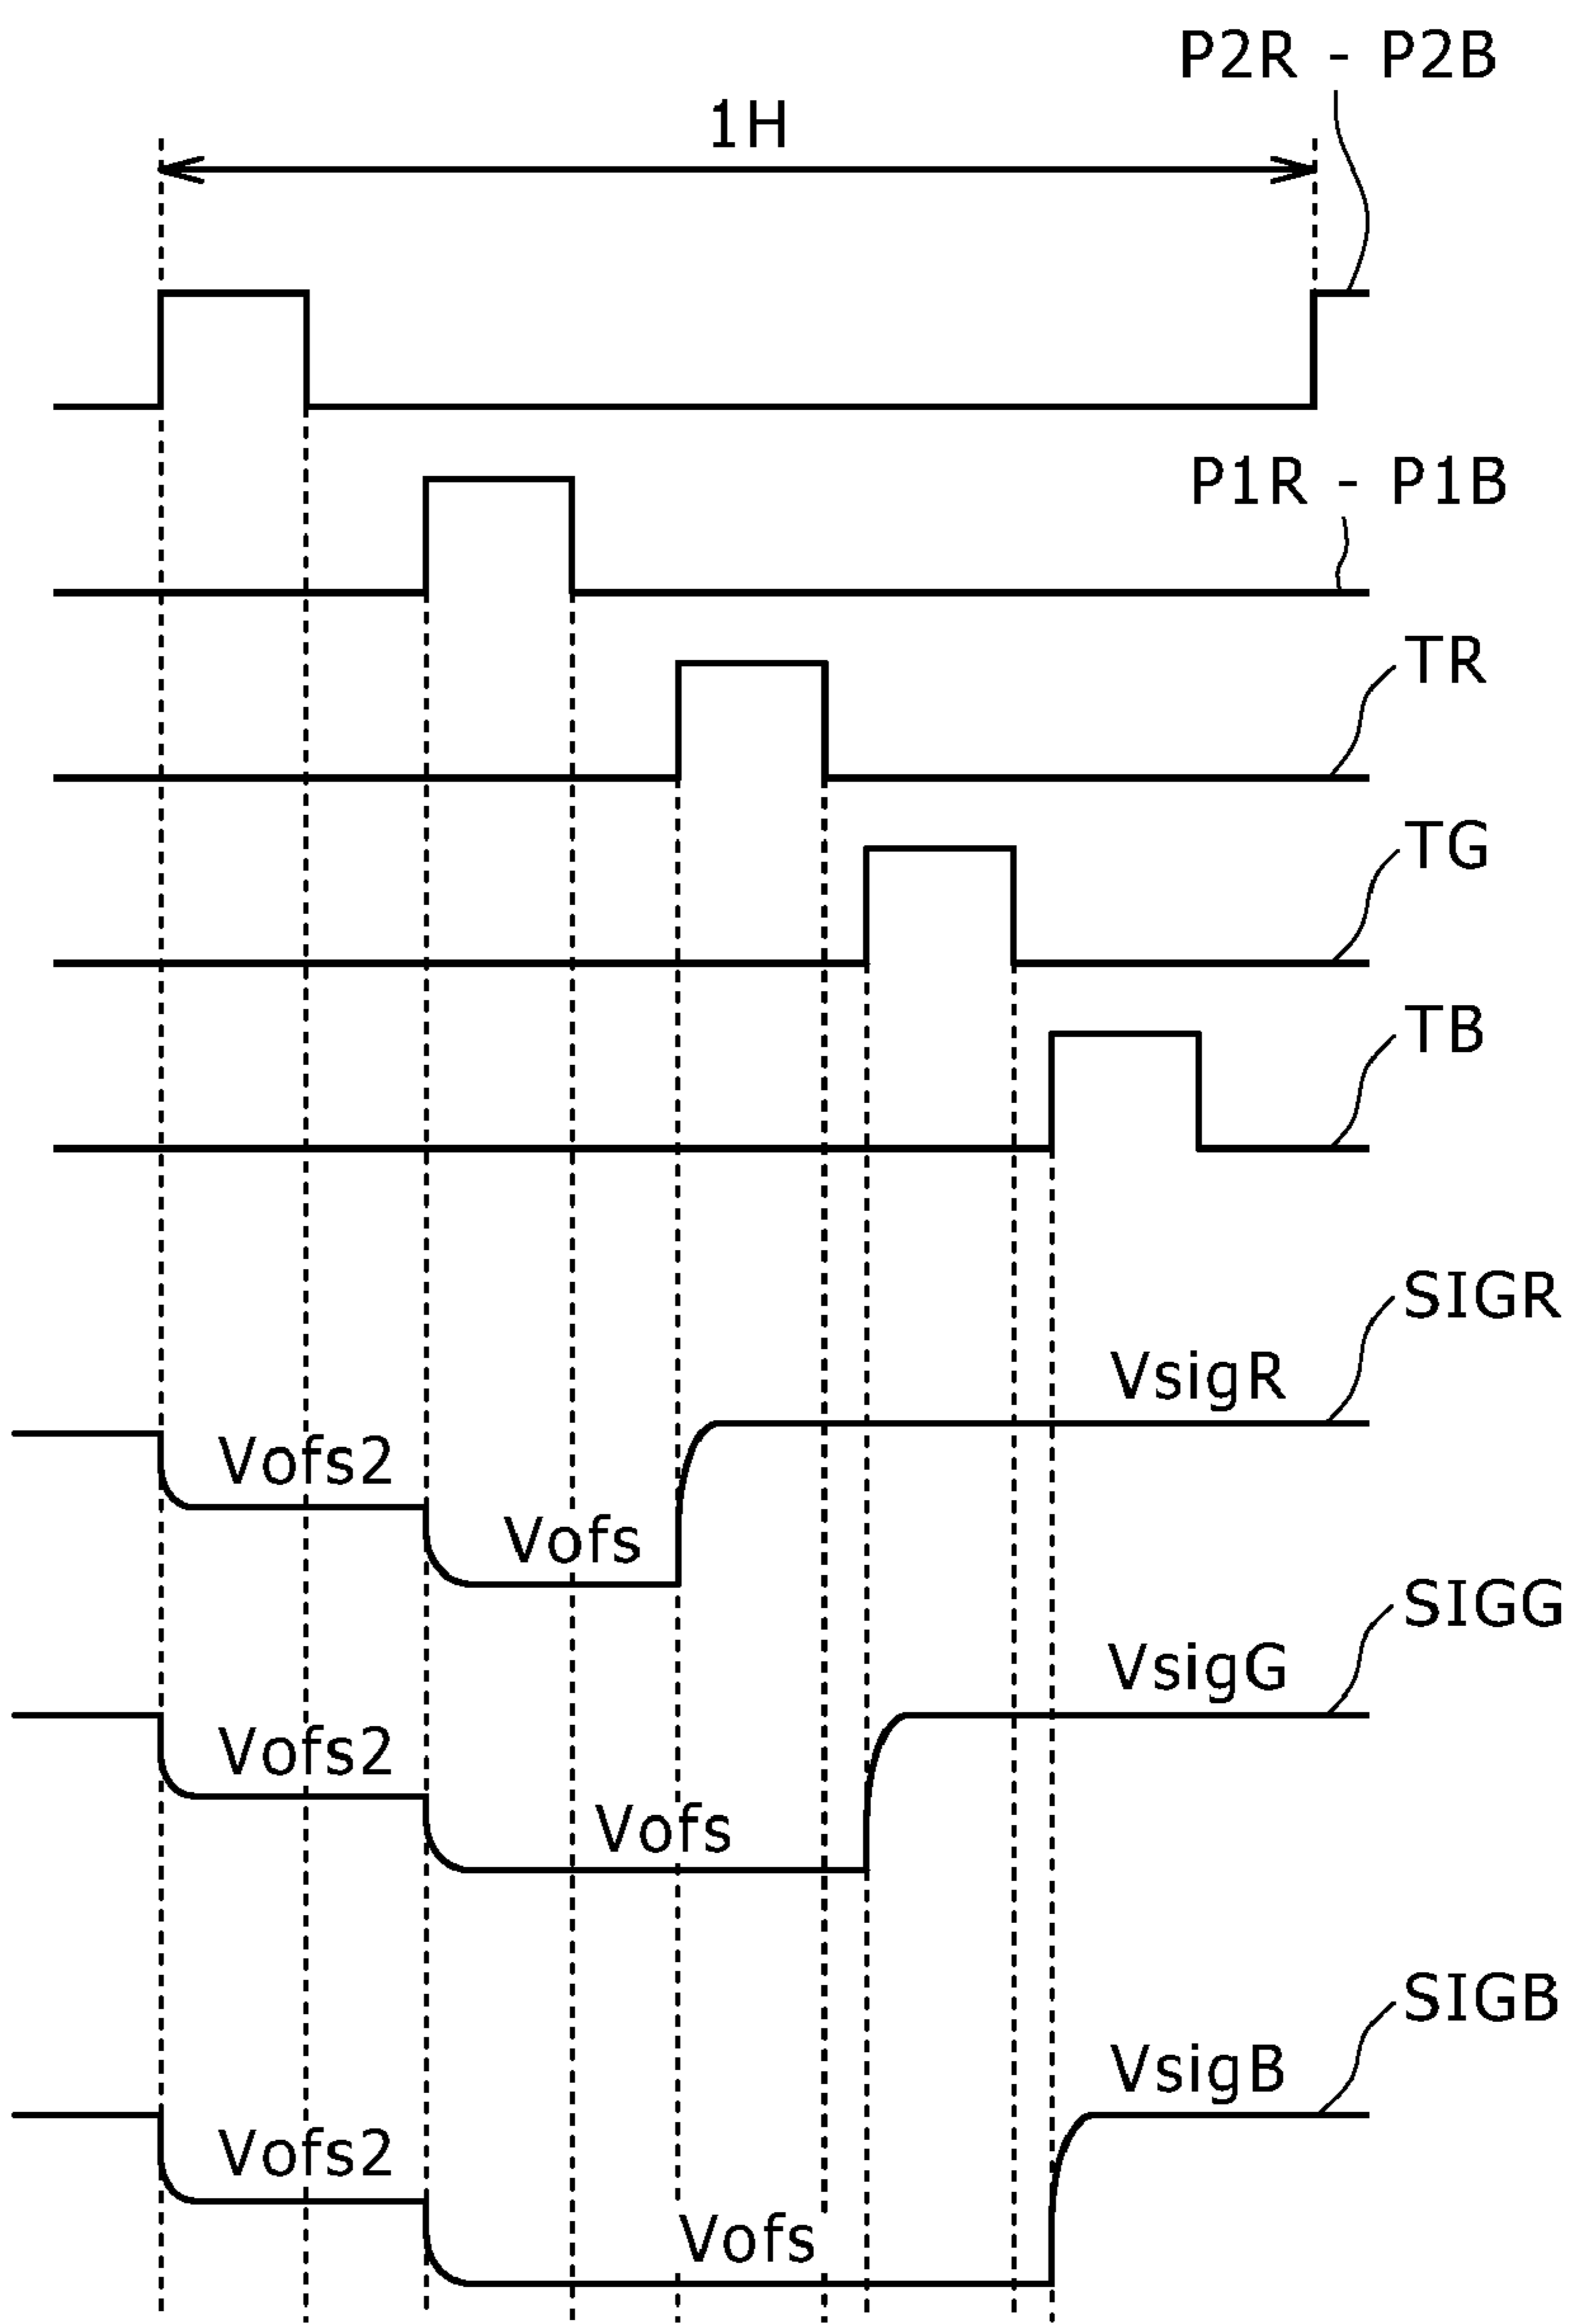 P2R - P2B
1H
P1R - P1B
TR
TG
TB
SIGR
VsigR
Vofs2
Vofs
SIGG
VsigG
Vofs2
Vofs
SIGB
VsigB
Vofs2
Vofs